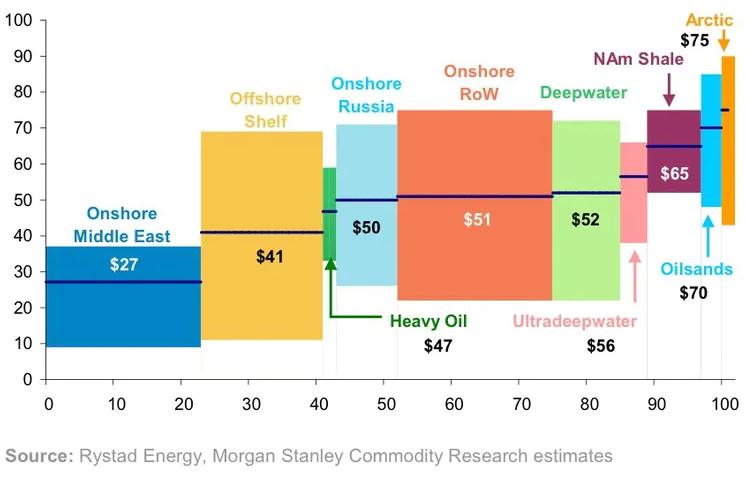 100
90
80
70
60
50
40
30
20
10
0
0 10 20 30 40 50 60 70 80 90 100
Onshore
Middle East
$27
Offshore
Shelf
$41
Heavy Oil
$47
Onshore
Russia
$50
Onshore
RoW
$51
Deepwater
$52
Ultradeepwater
$56
NAm Shale
$65
Oilsands
$70
Arctic
$75
Source: Rystad Energy, Morgan Stanley Commodity Research estimates